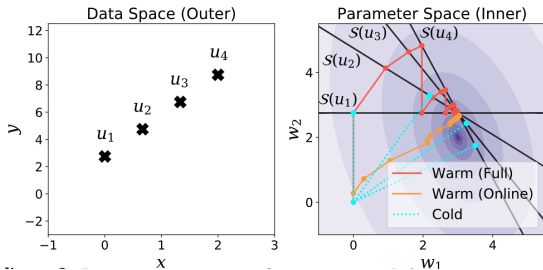 Data Space (Outer)
12
10
8
6
4
2
0
−2
−1
0
1
2
3
y
x
u₁
u₂
u₃
u₄
Parameter Space (Inner)
S(u₃)
S(u₄)
S(u₂)
S(u₁)
4
2
0
0
2
4
w₂
w₁
Warm (Full)
Warm (Online)
Cold